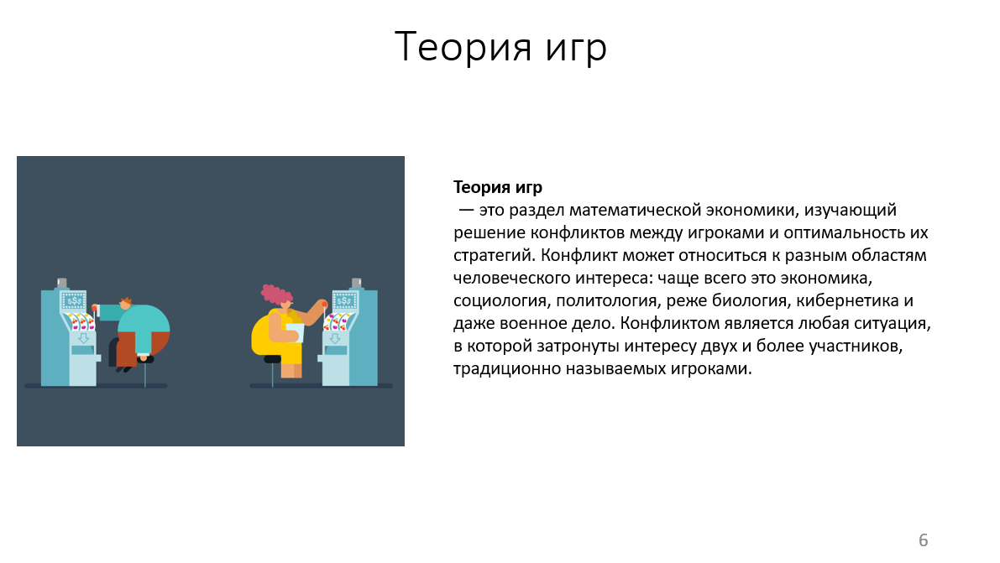 Теория игр
Теория игр
— это раздел математической экономики, изучающий
решение конфликтов между игроками и оптимальность их
стратегий. Конфликт может относиться к разным областям
человеческого интереса: чаще всего это экономика,
социология, политология, реже биология, кибернетика и
даже военное дело. Конфликтом является любая ситуация,
в которой затронуты интересу двух и более участников,
традиционно называемых игроками.
6